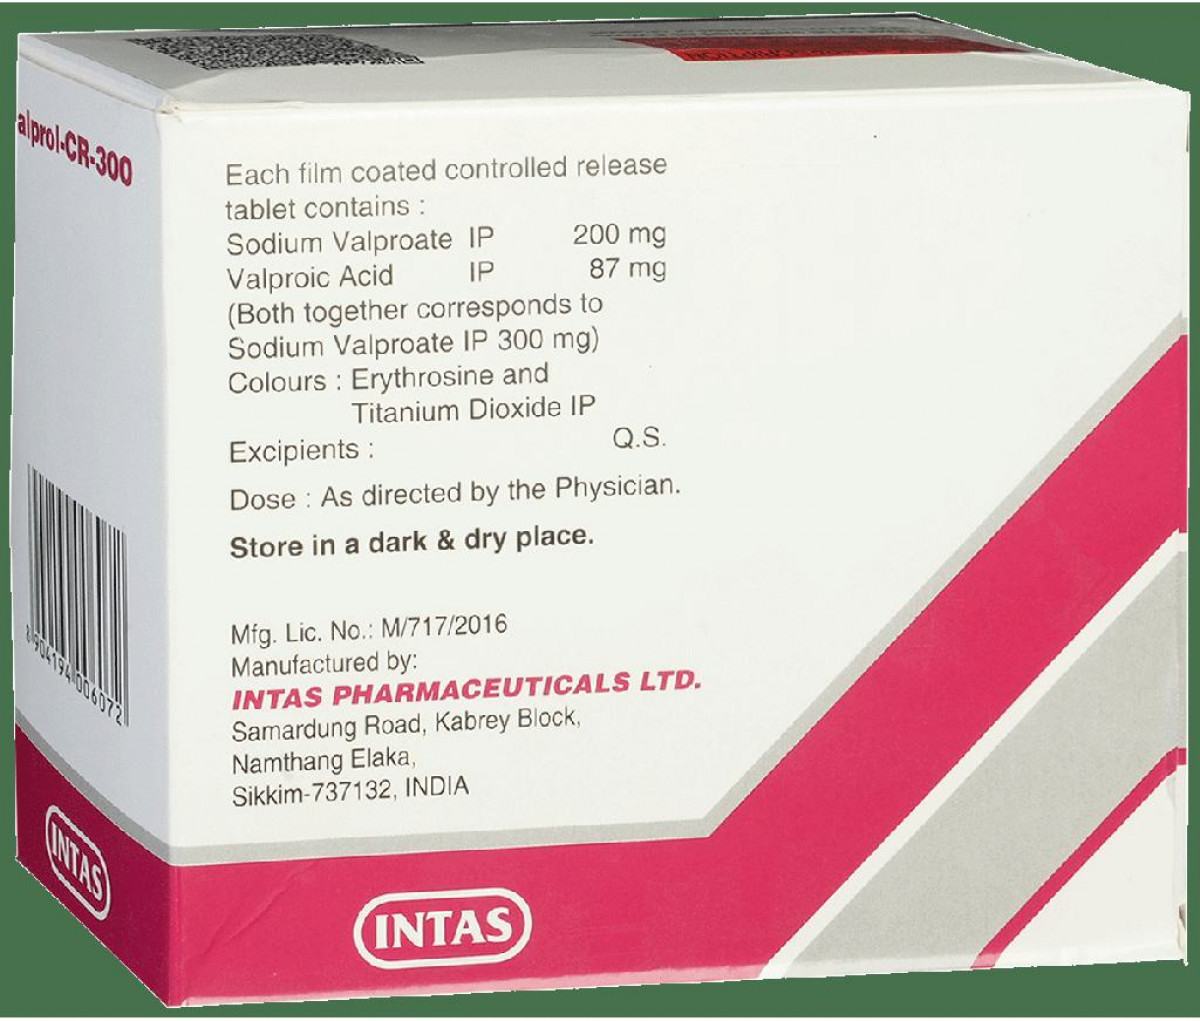 alprol-CR-300
Each film coated controlled release
tablet contains :
Sodium Valproate IP 200 mg
Valproic Acid IP 87 mg
(Both together corresponds to
Sodium Valproate IP 300 mg)
Colours : Erythrosine and
Titanium Dioxide IP
Excipients : Q.S.
Dose : As directed by the Physician.
Store in a dark & dry place.
Mfg. Lic. No.: M/717/2016
Manufactured by:
INTAS PHARMACEUTICALS LTD.
Samardung Road, Kabrey Block,
Namthang Elaka,
Sikkim-737132, INDIA
8 904194 006072
INTAS
INTAS